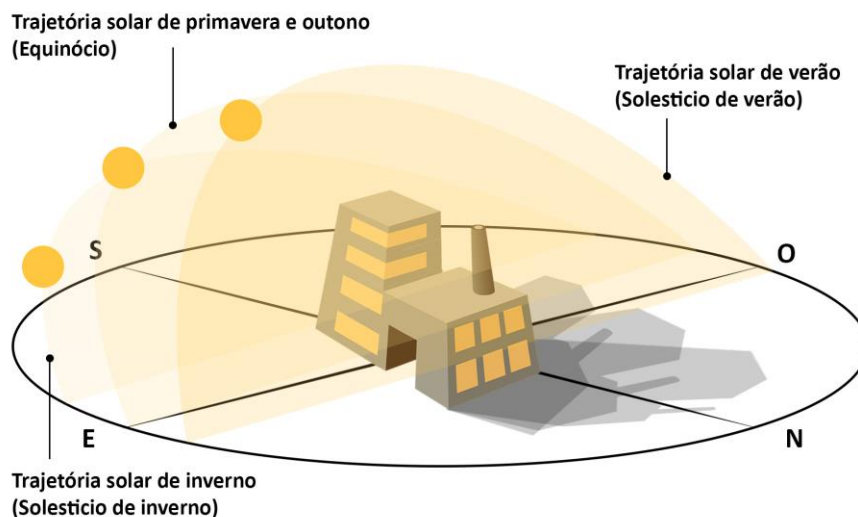 Trajetória solar de primavera e outono
(Equinócio)
Trajetória solar de verão
(Solesticio de verão)
S
O
E
N
Trajetória solar de inverno
(Solesticio de inverno)